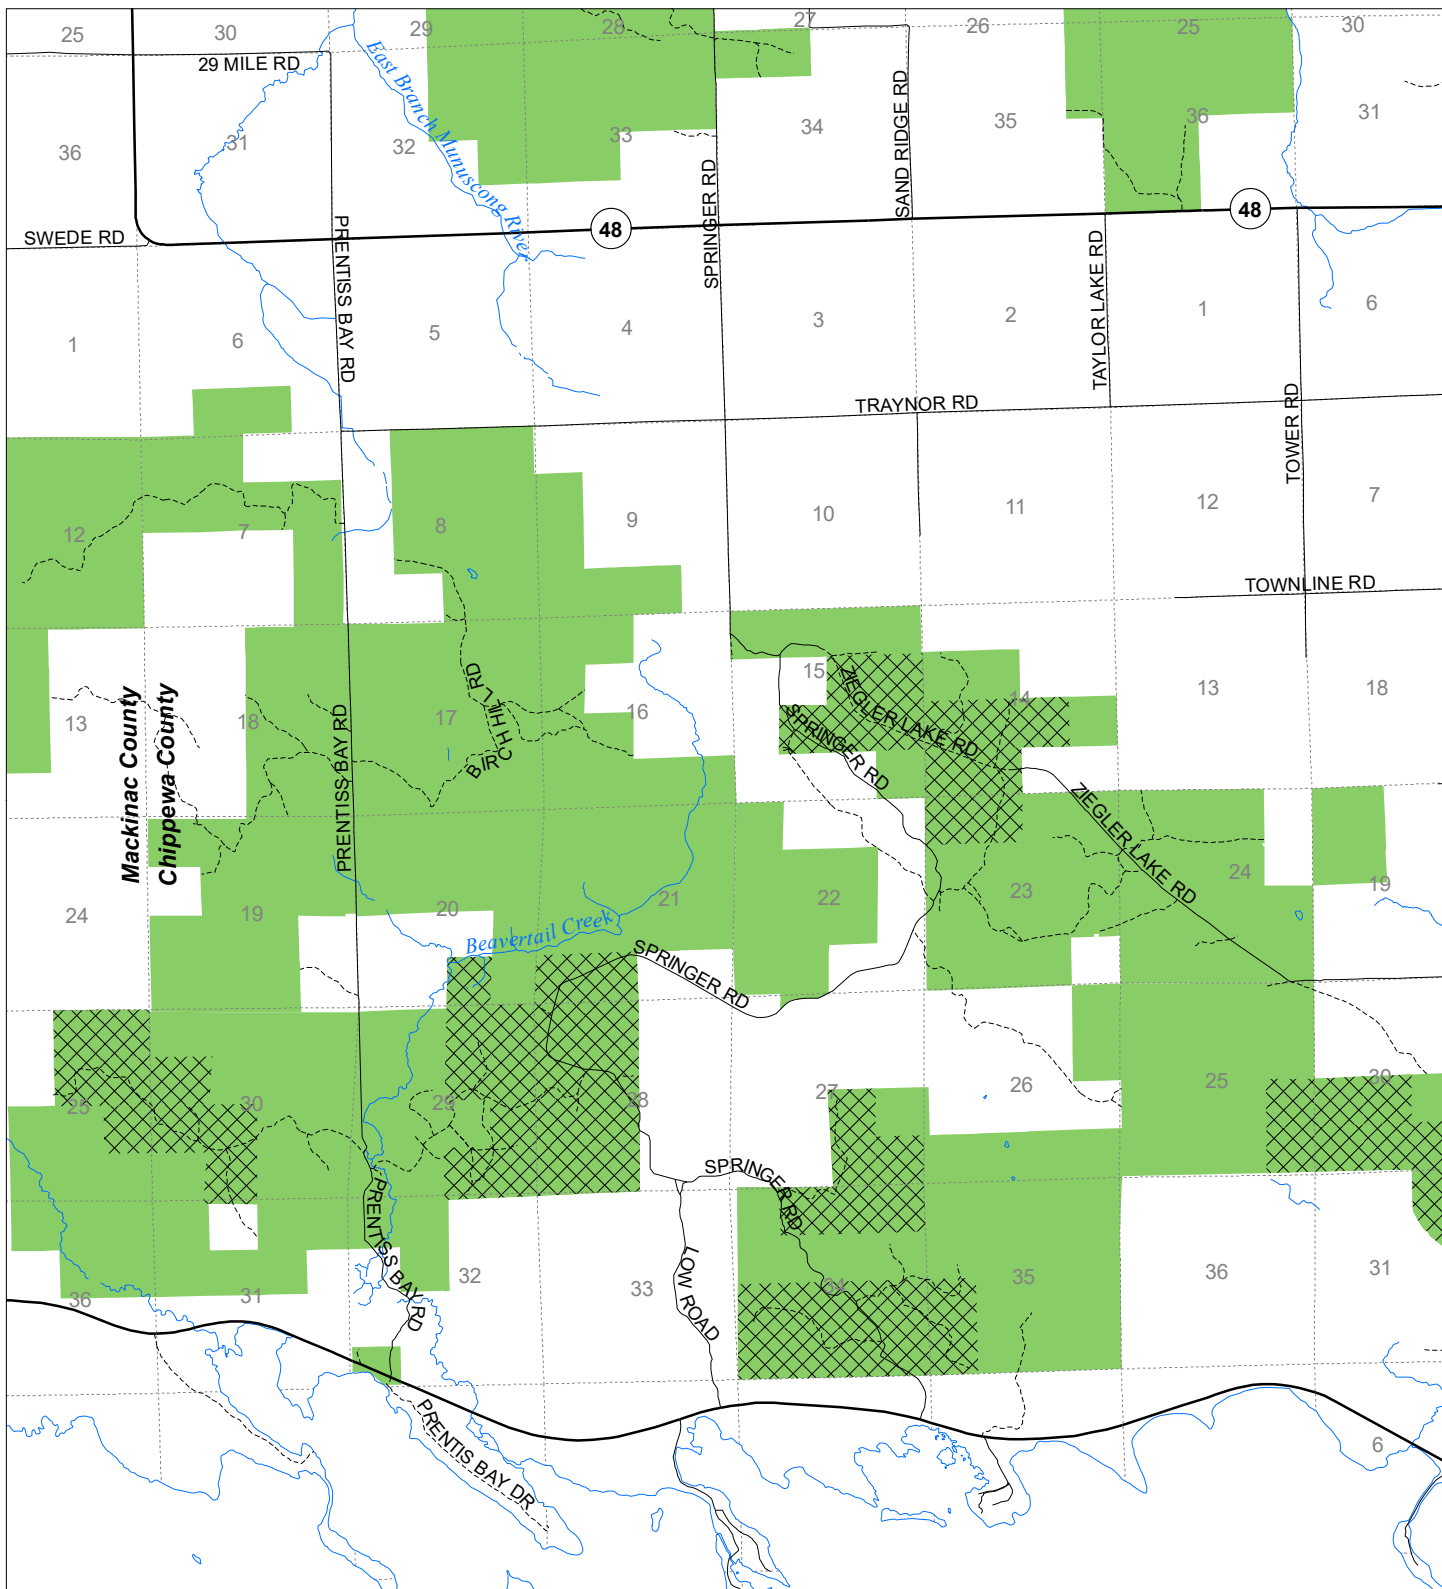 25
30
29
28
27
26
25
30
29 MILE RD
East Branch Munuscong River
36
31
32
33
34
35
36
31
SAND RIDGE RD
SPRINGER RD
PRENTISS BAY RD
SWEDE RD
48
48
TAYLOR LAKE RD
1
6
5
4
3
2
1
6
TRAYNOR RD
TOWER RD
12
7
8
9
10
11
12
7
TOWNLINE RD
Mackinac County
Chippewa County
13
18
17
16
15
14
13
18
BIRCH HILL RD
PRENTISS BAY RD
ZIEGLER LAKE RD
SPRINGER RD
ZIEGLER LAKE RD
24
19
20
21
22
23
24
19
Beavertail Creek
SPRINGER RD
25
30
29
28
27
26
25
30
SPRINGER RD
PRENTISS BAY RD
LOW ROAD
36
31
32
33
34
35
36
31
PRENTIS BAY DR
6